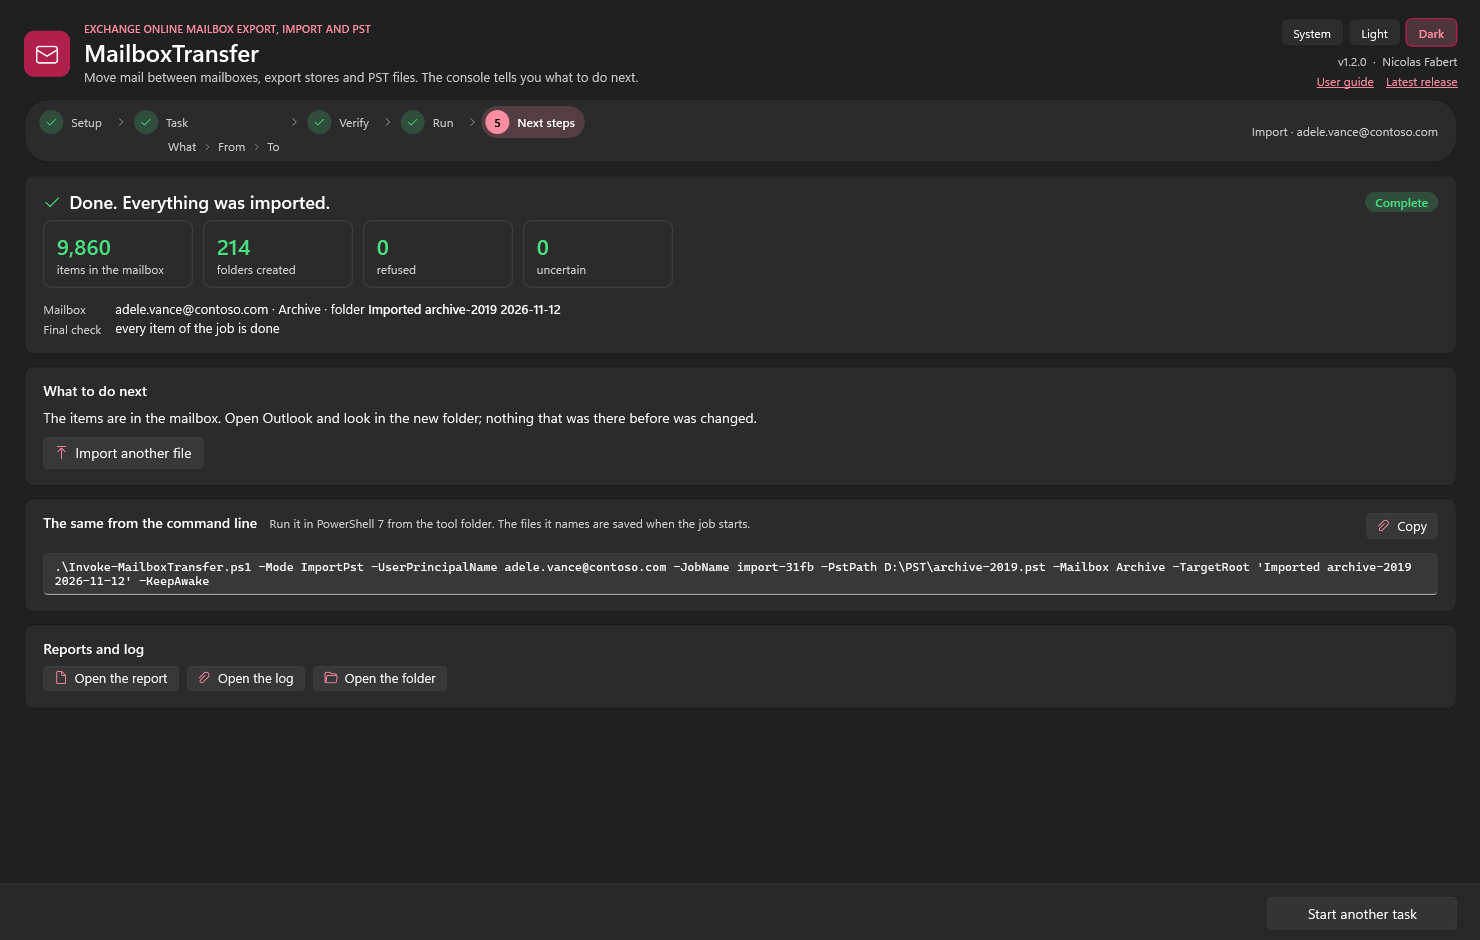 EXCHANGE ONLINE MAILBOX EXPORT, IMPORT AND PST
MailboxTransfer
Move mail between mailboxes, export stores and PST files. The console tells you what to do next.
System
Light
Dark
v1.2.0 · Nicolas Fabert
User guide
Latest release
Setup
Task
Verify
Run
5
Next steps
What
From
To
Import · adele.vance@contoso.com
Done. Everything was imported.
Complete
9,860
items in the mailbox
214
folders created
0
refused
0
uncertain
Mailbox adele.vance@contoso.com · Archive · folder Imported archive-2019 2026-11-12
Final check every item of the job is done
What to do next
The items are in the mailbox. Open Outlook and look in the new folder; nothing that was there before was changed.
Import another file
The same from the command line
Run it in PowerShell 7 from the tool folder. The files it names are saved when the job starts.
Copy
.\Invoke-MailboxTransfer.ps1 -Mode ImportPst -UserPrincipalName adele.vance@contoso.com -JobName import-31fb -PstPath D:\PST\archive-2019.pst -Mailbox Archive -TargetRoot 'Imported archive-2019
2026-11-12' -KeepAwake
Reports and log
Open the report
Open the log
Open the folder
Start another task